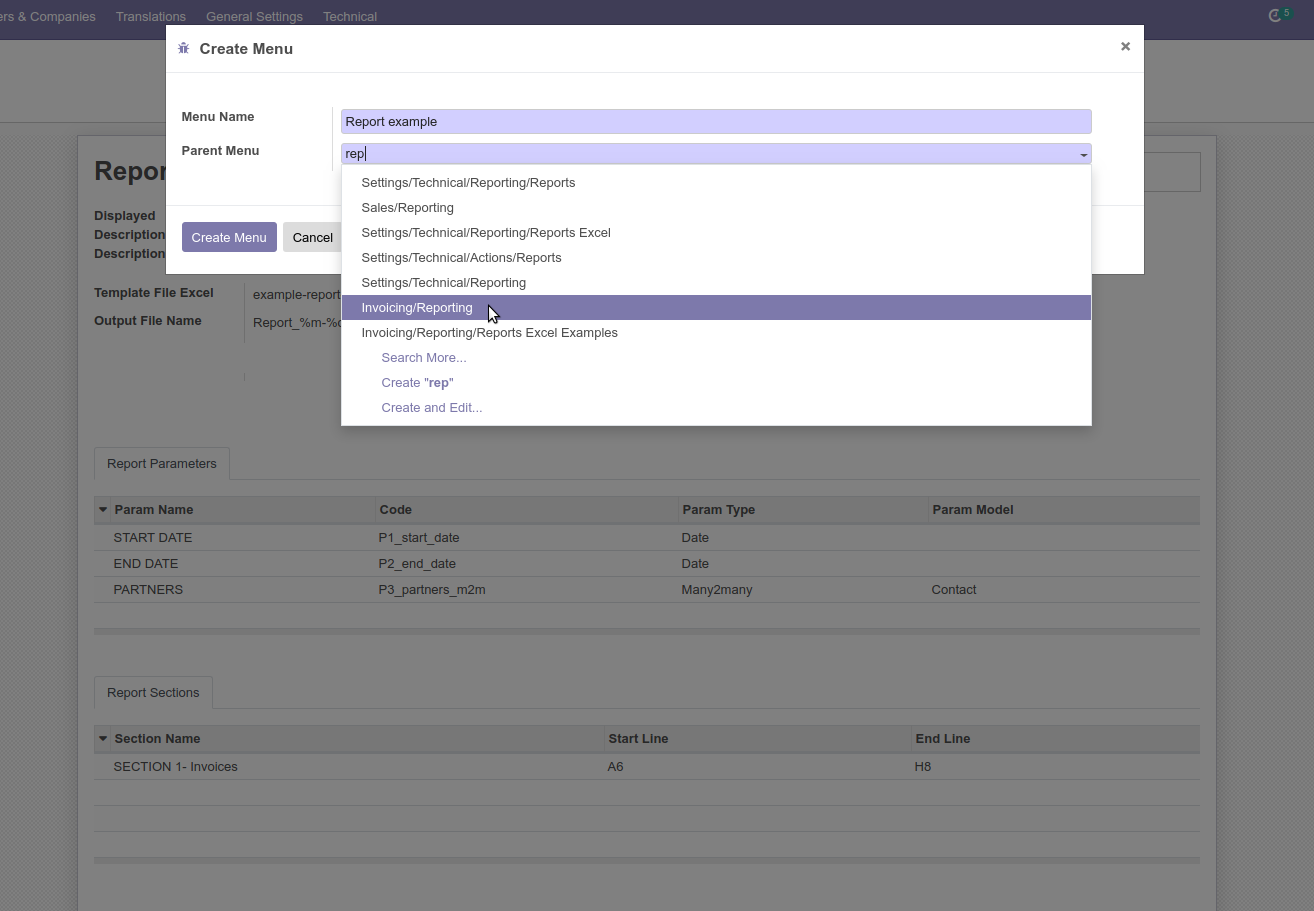 ers & Companies Translations General Settings Technical 5
Create Menu ×
Menu Name Report example
Parent Menu rep
Settings/Technical/Reporting/Reports
Sales/Reporting
Settings/Technical/Reporting/Reports Excel
Settings/Technical/Actions/Reports
Settings/Technical/Reporting
Invoicing/Reporting
Invoicing/Reporting/Reports Excel Examples
Search More...
Create "rep"
Create and Edit...
Create Menu Cancel
Repor
Displayed
Description
Description
Template File Excel example-report
Output File Name Report_%m-%d
Report Parameters
Param Name Code Param Type Param Model
START DATE P1_start_date Date
END DATE P2_end_date Date
PARTNERS P3_partners_m2m Many2many Contact
Report Sections
Section Name Start Line End Line
SECTION 1- Invoices A6 H8